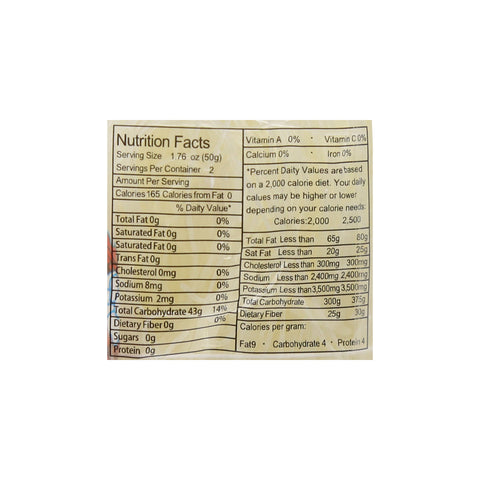 Nutrition Facts
Serving Size 1.76 oz (50g)
Servings Per Container 2
Amount Per Serving
Calories 165 Calories from Fat 0
% Daity Value*
Total Fat 0g 0%
Saturated Fat 0g 0%
Saturated Fat 0g 0%
Trans Fat 0g
Cholesterol 0mg 0%
Sodium 8mg 0%
Potassium 2mg 0%
Total Carbohydrate 43g 14%
Dietary Fiber 0g 0%
Sugars 0g
Protein 0g
Vitamin A 0% · Vitamin C 0%
Calcium 0% · Iron 0%
*Percent Daity Values are based
on a 2,000 calorie diet. Your daily
calues may be higher or lower
depending on your calorie needs:
Calories: 2,000 2,500
Total Fat Less than 65g 80g
Sat Fat Less than 20g 25g
Cholesterol Less than 300mg 300mg
Sodium Less than 2,400mg 2,400mg
Potassium Less than 3,500mg 3,500mg
Total Carbohydrate 300g 375g
Dietary Fiber 25g 30g
Calories per gram:
Fat9 · Carbohydrate 4 · Protein 4